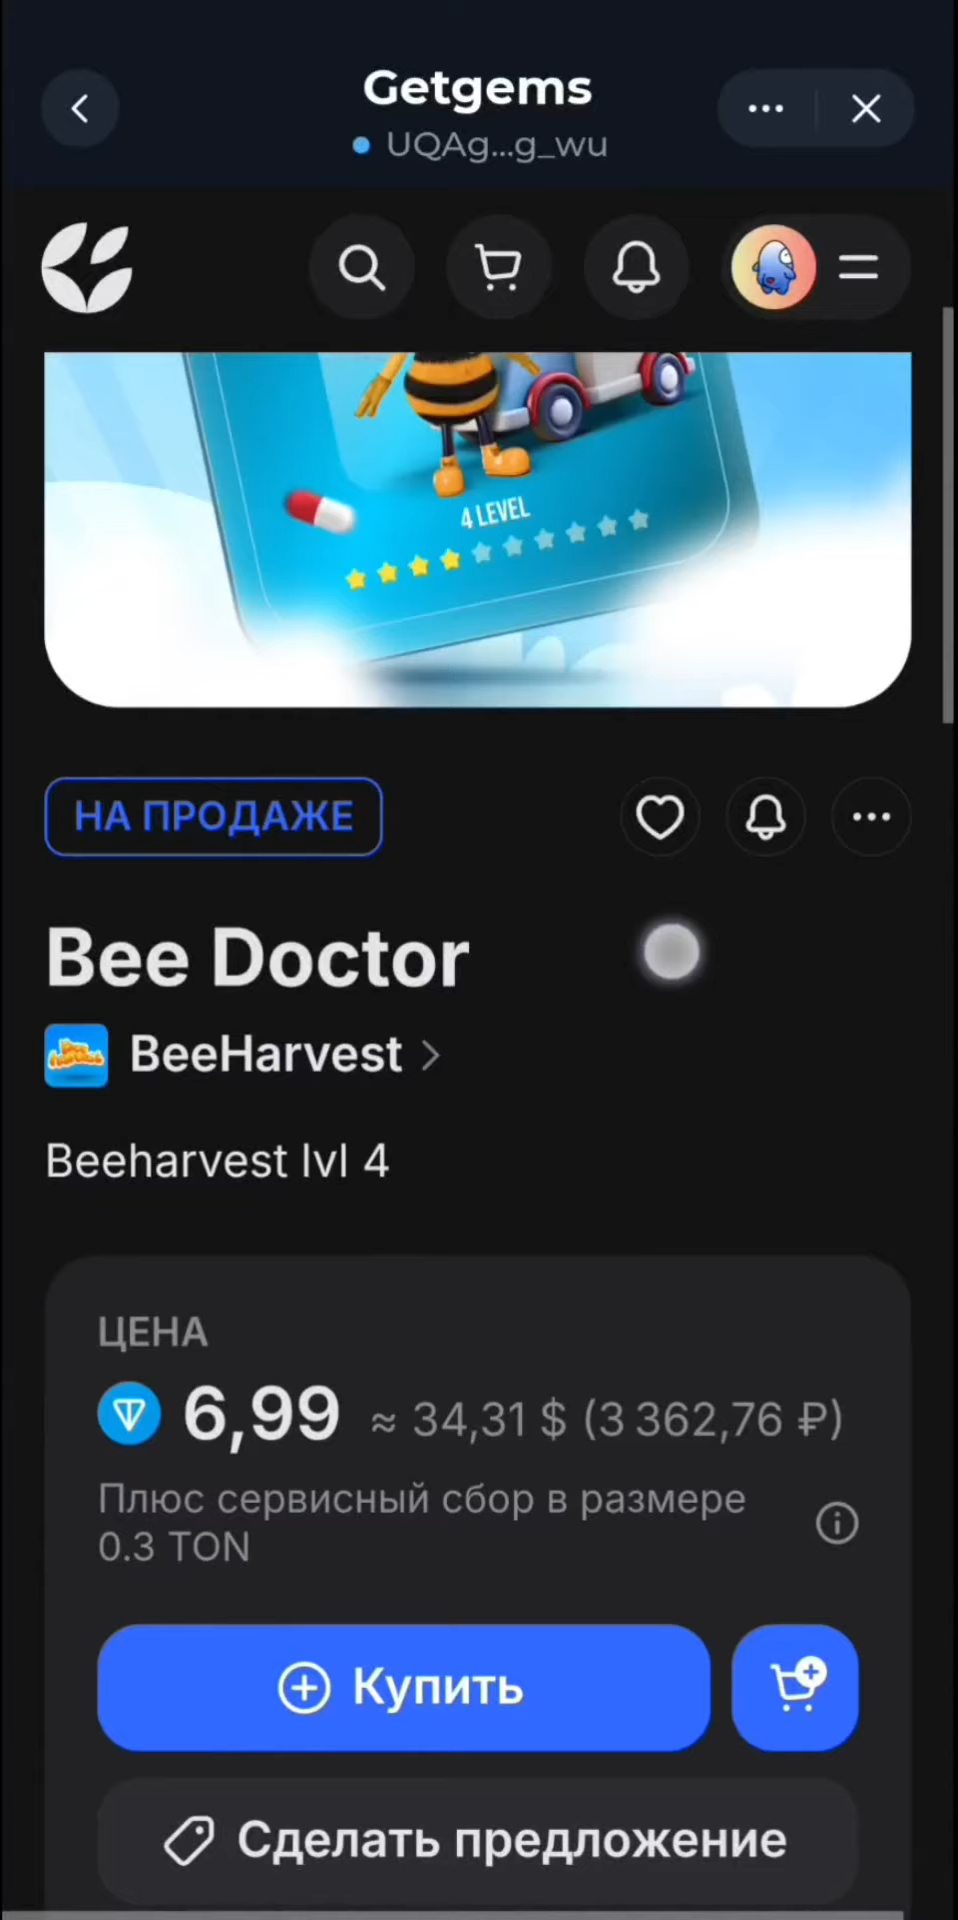 Getgems
UQAg...g_wu
4 LEVEL
НА ПРОДАЖЕ
Bee Doctor
BeeHarvest
Beeharvest lvl 4
ЦЕНА
6,99 ≈ 34,31 $ (3 362,76 ₽)
Плюс сервисный сбор в размере
0.3 TON
Купить
Сделать предложение